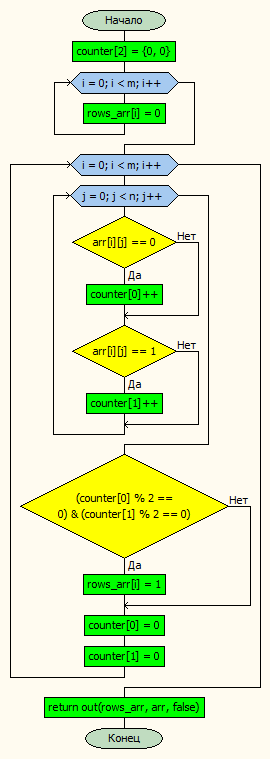 Начало
counter[2] = {0, 0}
i = 0; i < m; i++
rows_arr[i] = 0
i = 0; i < m; i++
j = 0; j < n; j++
arr[i][j] == 0
Нет
Да
counter[0]++
arr[i][j] == 1
Нет
Да
counter[1]++
(counter[0] % 2 ==
0) & (counter[1] % 2 == 0)
Нет
Да
rows_arr[i] = 1
counter[0] = 0
counter[1] = 0
return out(rows_arr, arr, false)
Конец